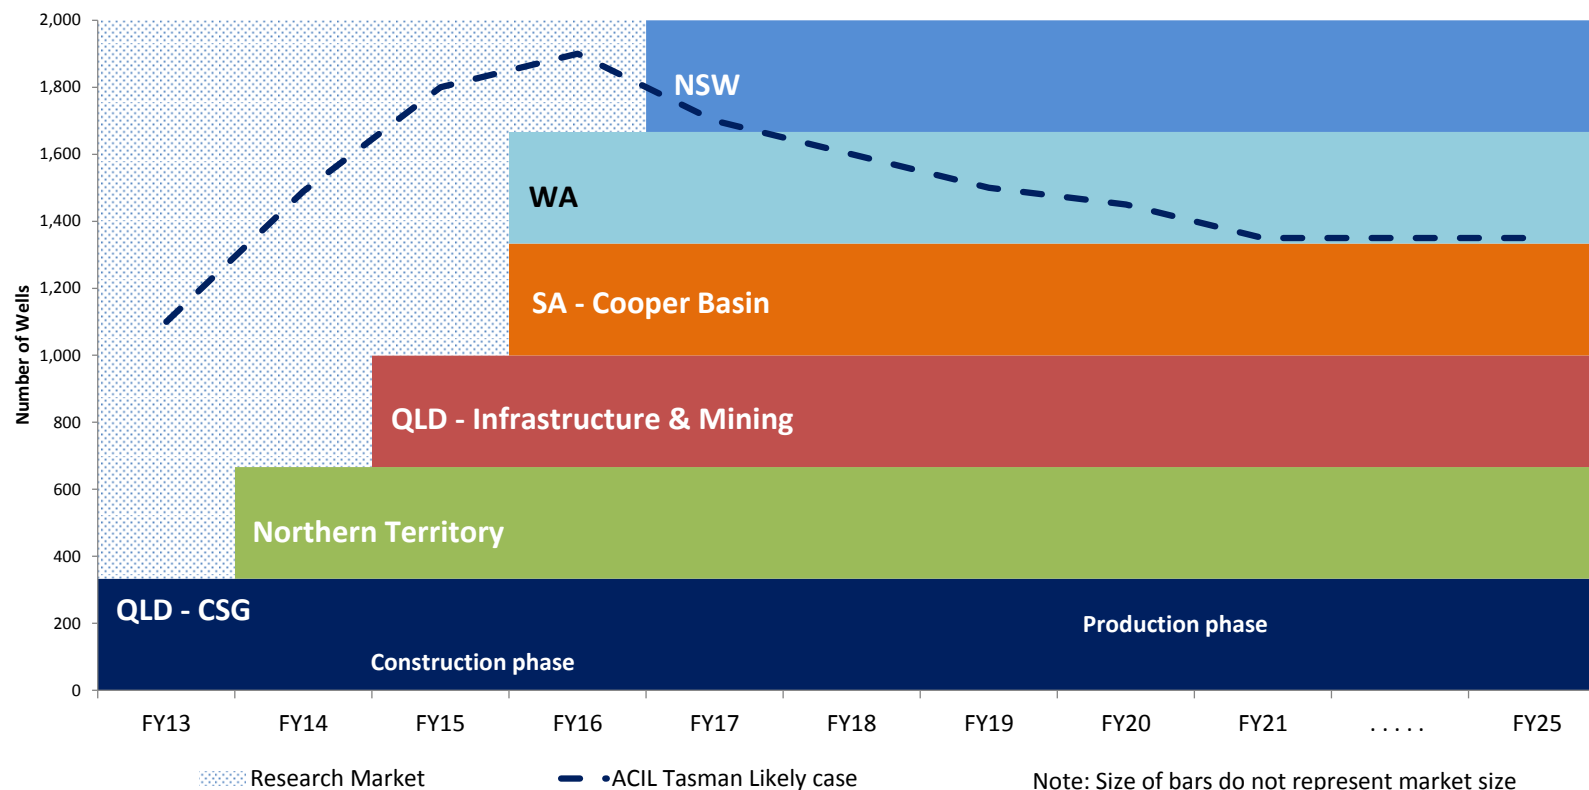 2,000
1,800
1,600
1,400
1,200
1,000
800
600
400
200
0
Number of Wells
NSW
WA
SA - Cooper Basin
QLD - Infrastructure & Mining
Northern Territory
QLD - CSG
Production phase
Construction phase
FY13 FY14 FY15 FY16 FY17 FY18 FY19 FY20 FY21 . . . . . FY25
Research Market ACIL Tasman Likely case Note: Size of bars do not represent market size